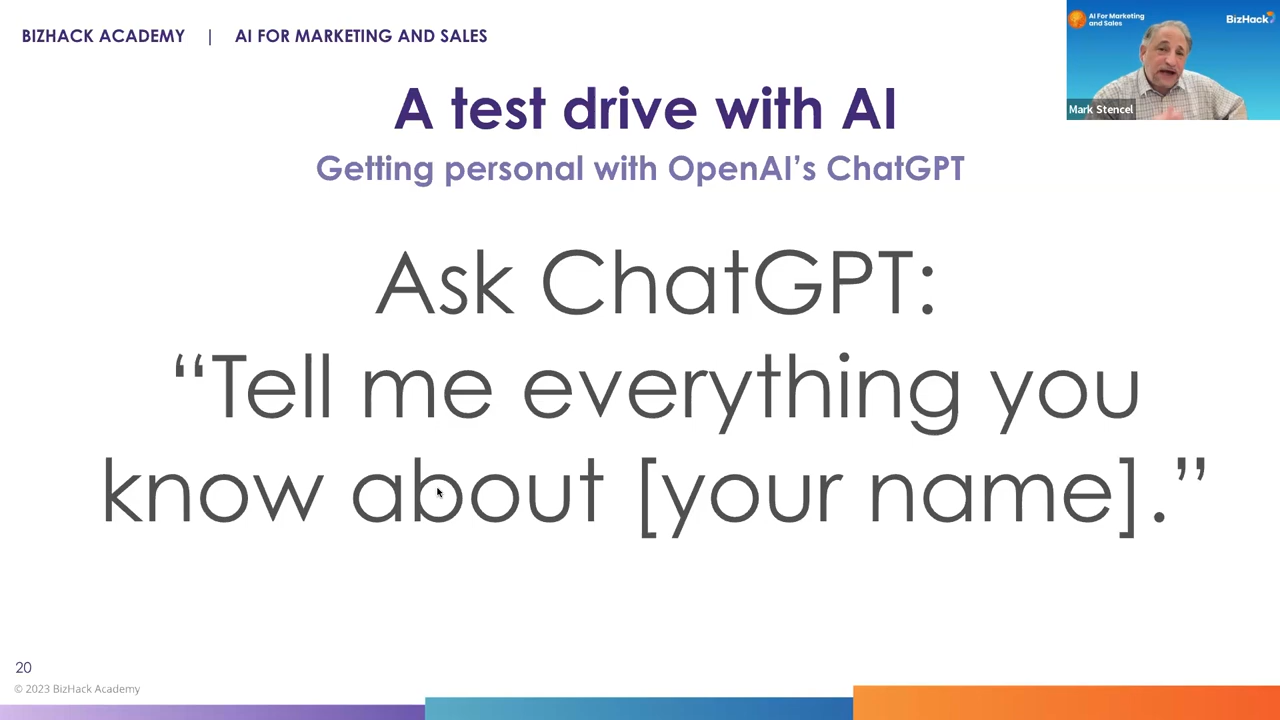 BIZHACK ACADEMY | AI FOR MARKETING AND SALES
AI For Marketing
and Sales
BizHack
Mark Stencel
A test drive with AI
Getting personal with OpenAI’s ChatGPT
Ask ChatGPT:
“Tell me everything you
know about [your name].”
20
© 2023 BizHack Academy